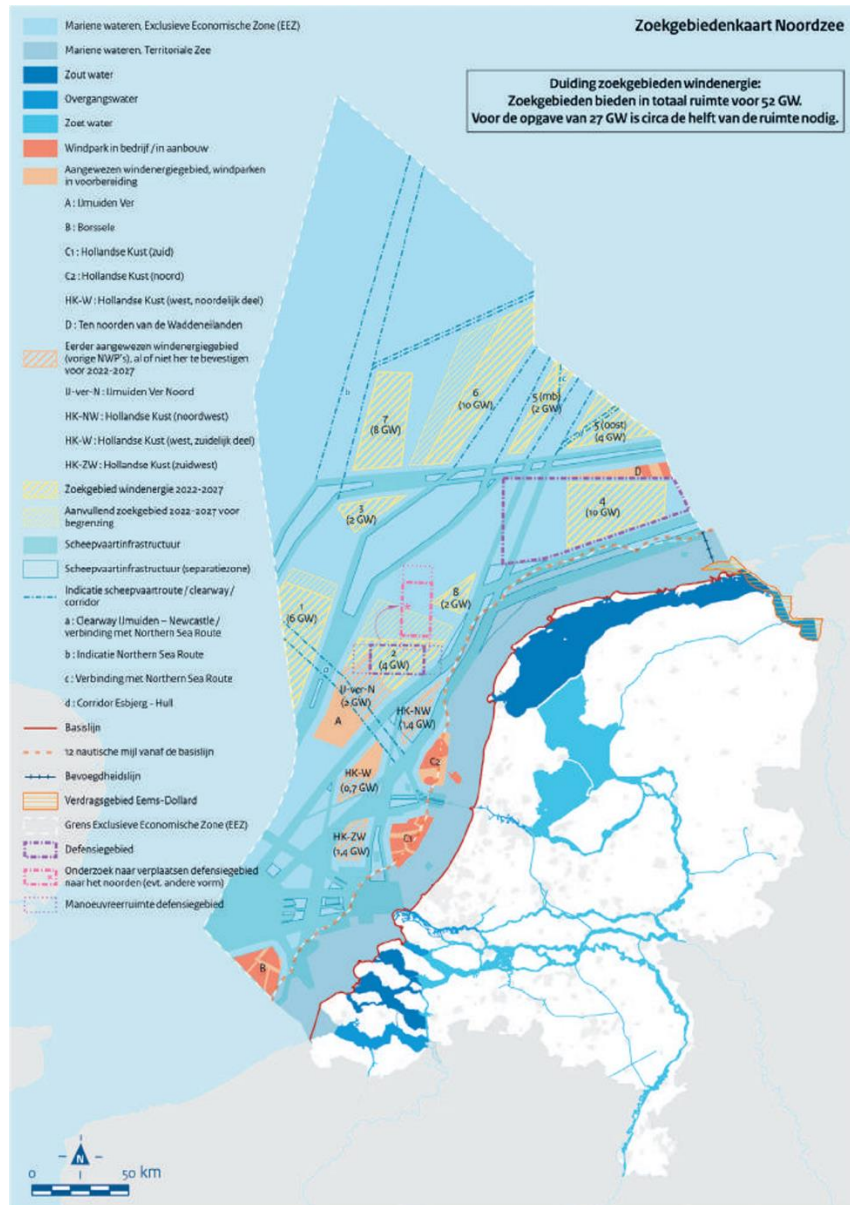 Zoekgebiedenkaart Noordzee
Duiding zoekgebieden windenergie:
Zoekgebieden bieden in totaal ruimte voor 52 GW.
Voor de opgave van 27 GW is circa de helft van de ruimte nodig.
Mariene wateren, Exclusieve Economische Zone (EEZ)
Mariene wateren, Territoriale Zee
Zout water
Overgangswater
Zoet water
Windpark in bedrijf /in aanbouw
Aangewezen windenergiegebied, windparken
in voorbereiding
A : IJmuiden Ver
B : Borssele
C1 : Hollandse Kust (zuid)
C2 : Hollandse Kust (noord)
HK-W : Hollandse Kust (west, noordelijk deel)
D : Ten noorden van de Waddeneilanden
Eerder aangewezen windenergiegebied
(vorige NWP's), al of niet her te bevestigen
voor 2022-2027
IJ-ver-N : IJmuiden Ver Noord
HK-NW : Hollandse Kust (noordwest)
HK-W : Hollandse Kust (west, zuidelijk deel)
HK-ZW : Hollandse Kust (zuidwest)
Zoekgebied windenergie 2022-2027
Aanvullend zoekgebied 2022-2027 voor
begrenzing
Scheepvaartinfrastructuur
Scheepvaartinfrastructuur (separatiezone)
Indicatie scheepvaartroute / clearway /
corridor
a : Clearway IJmuiden – Newcastle /
verbinding met Northern Sea Route
b : Indicatie Northern Sea Route
c : Verbinding met Northern Sea Route
d : Corridor Esbjerg - Hull
Basislijn
12 nautische mijl vanaf de basislijn
Bevoegdheidslijn
Verdragsgebied Eems-Dollard
Grens Exclusieve Economische Zone (EEZ)
Defensiegebied
Onderzoek naar verplaatsen defensiegebied
naar het noorden (evt. andere vorm)
Manoeuvreerruimte defensiegebied
b
c
6
(10 GW)
5 (mb)
(2 GW)
7
(8 GW)
5 (oost)
(4 GW)
D
3
(2 GW)
4
(10 GW)
8
(2 GW)
1
(6 GW)
2
(4 GW)
IJ-ver-N
(2 GW)
A
HK-NW
(1,4 GW)
C2
HK-W
(0,7 GW)
HK-ZW
(1,4 GW)
C1
B
N
0 50 km